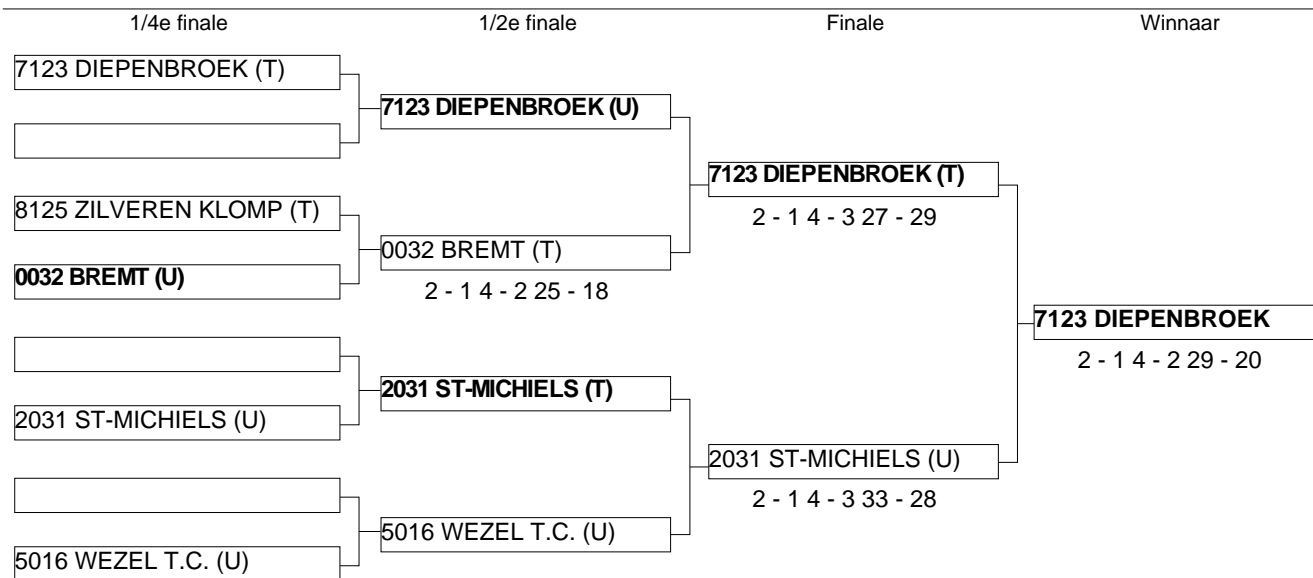 1/4e finale
1/2e finale
Finale
Winnaar
7123 DIEPENBROEK (T)
8125 ZILVEREN KLOMP (T)
0032 BREMT (U)
2031 ST-MICHIELS (U)
5016 WEZEL T.C. (U)
7123 DIEPENBROEK (U)
0032 BREMT (T)
2 - 1 4 - 2 25 - 18
2031 ST-MICHIELS (T)
5016 WEZEL T.C. (U)
7123 DIEPENBROEK (T)
2 - 1 4 - 3 27 - 29
2031 ST-MICHIELS (U)
2 - 1 4 - 3 33 - 28
7123 DIEPENBROEK
2 - 1 4 - 2 29 - 20